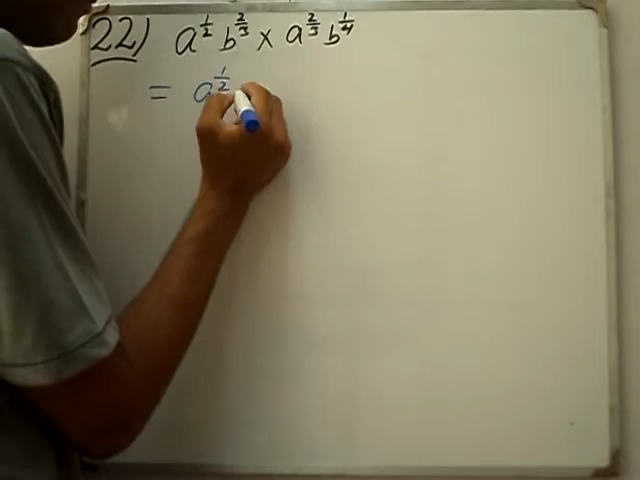 22) a^{1/2} b^{2/3} x a^{2/3} b^{1/4}
= a^{1/2}